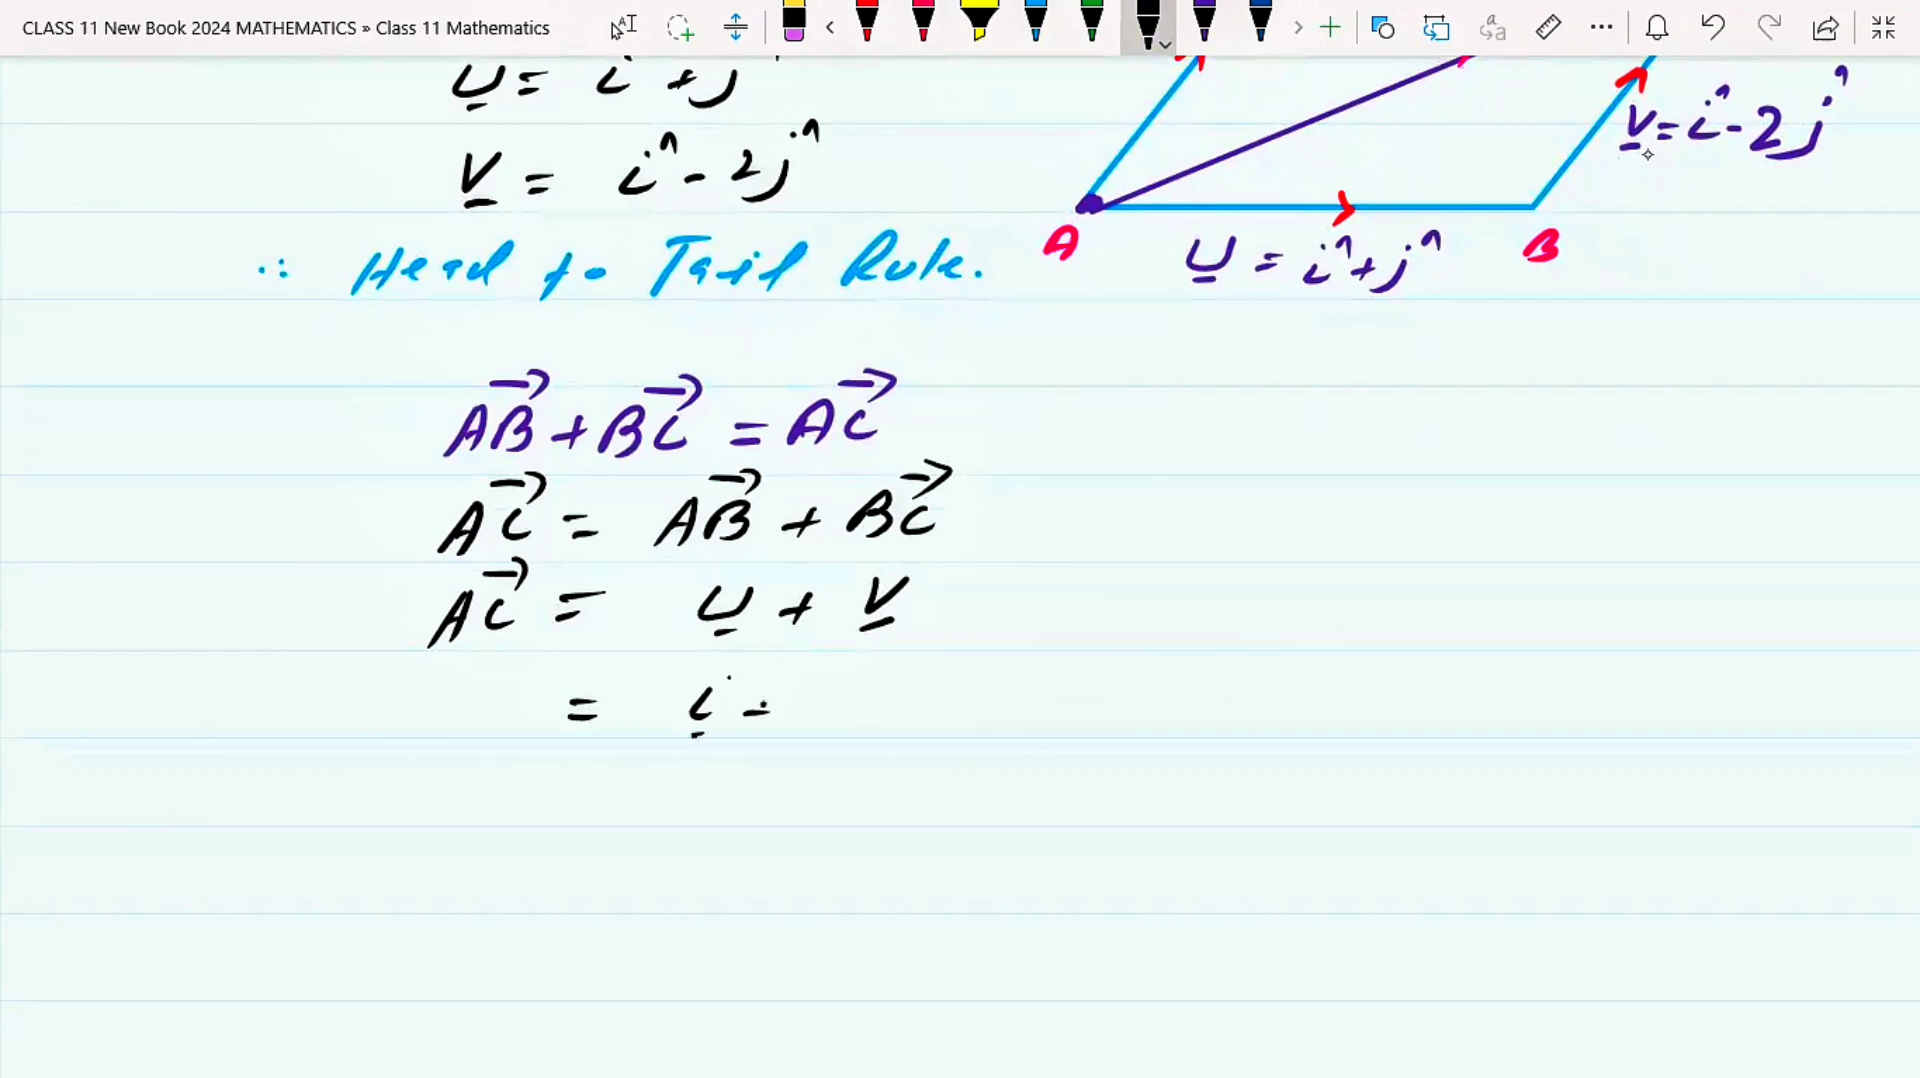 CLASS 11 New Book 2024 MATHEMATICS » Class 11 Mathematics
U = i + j
V = i^ - 2j^
∴ Head to Tail Rule.
V = i^ - 2j^
A
U = i^ + j^
B
AB→ + BC→ = AC→
AC→ = AB→ + BC→
AC→ = U + V
= i -